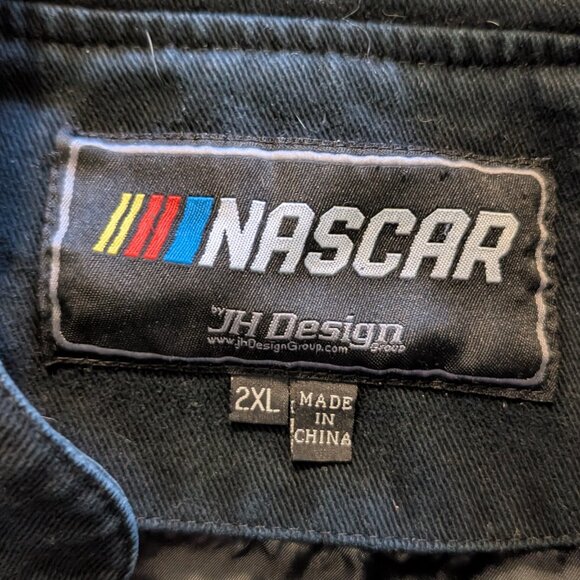 NASCAR
by JH Design
GROUP
www.jhDesignGroup.com
2XL
MADE
IN
CHINA